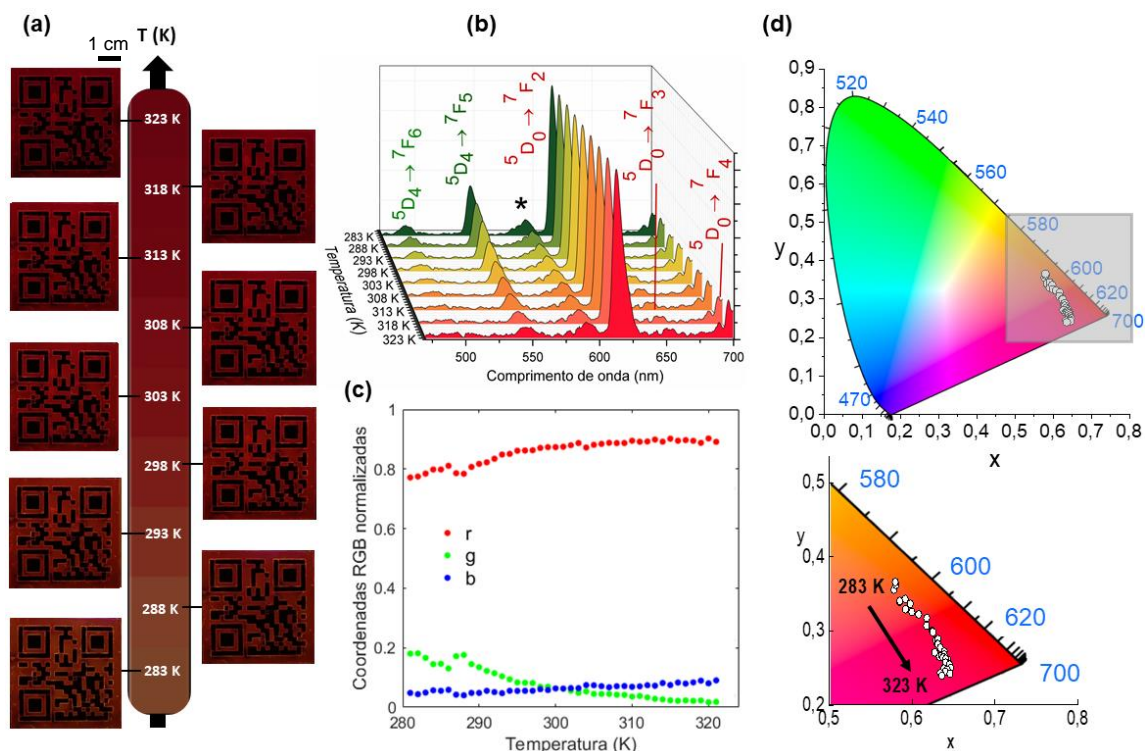 (a)
1 cm
T (K)
323 K
318 K
313 K
308 K
303 K
298 K
293 K
288 K
283 K
(b)
⁵D₄ → ⁷F₆
⁵D₄ → ⁷F₅
*
⁵D₀ → ⁷F₂
⁵D₀ → ⁷F₃
⁵D₀ → ⁷F₄
283 K
288 K
293 K
298 K
303 K
308 K
313 K
318 K
323 K
Temperatura (K)
500 550 600 650 700
Comprimento de onda (nm)
(c)
Coordenadas RGB normalizadas
1
0.8
0.6
0.4
0.2
0
r
g
b
280 290 300 310 320
Temperatura (K)
(d)
0,9
0,8
0,7
0,6
0,5
0,4
0,3
0,2
0,1
0,0
y
520
540
560
580
600
620
700
470
0,0 0,1 0,2 0,3 0,4 0,5 0,6 0,7 0,8
x
0,5
y
0,4
0,3
0,2
580
600
620
700
283 K
323 K
0,5 0,6 0,7 0,8
x